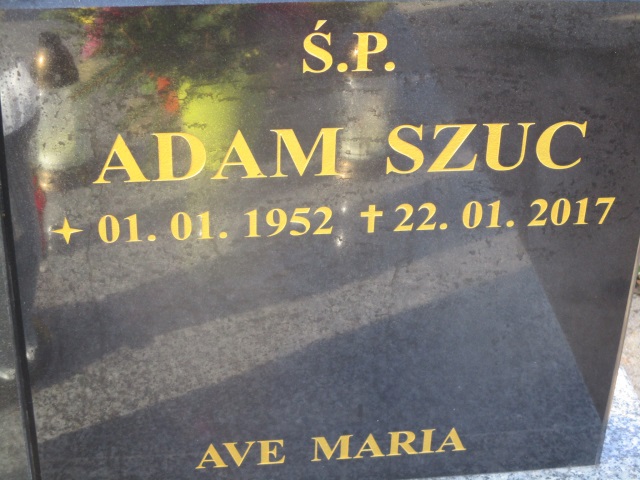 Ś.P.
ADAM SZUC
✦ 01. 01. 1952 ✝ 22. 01. 2017
AVE MARIA